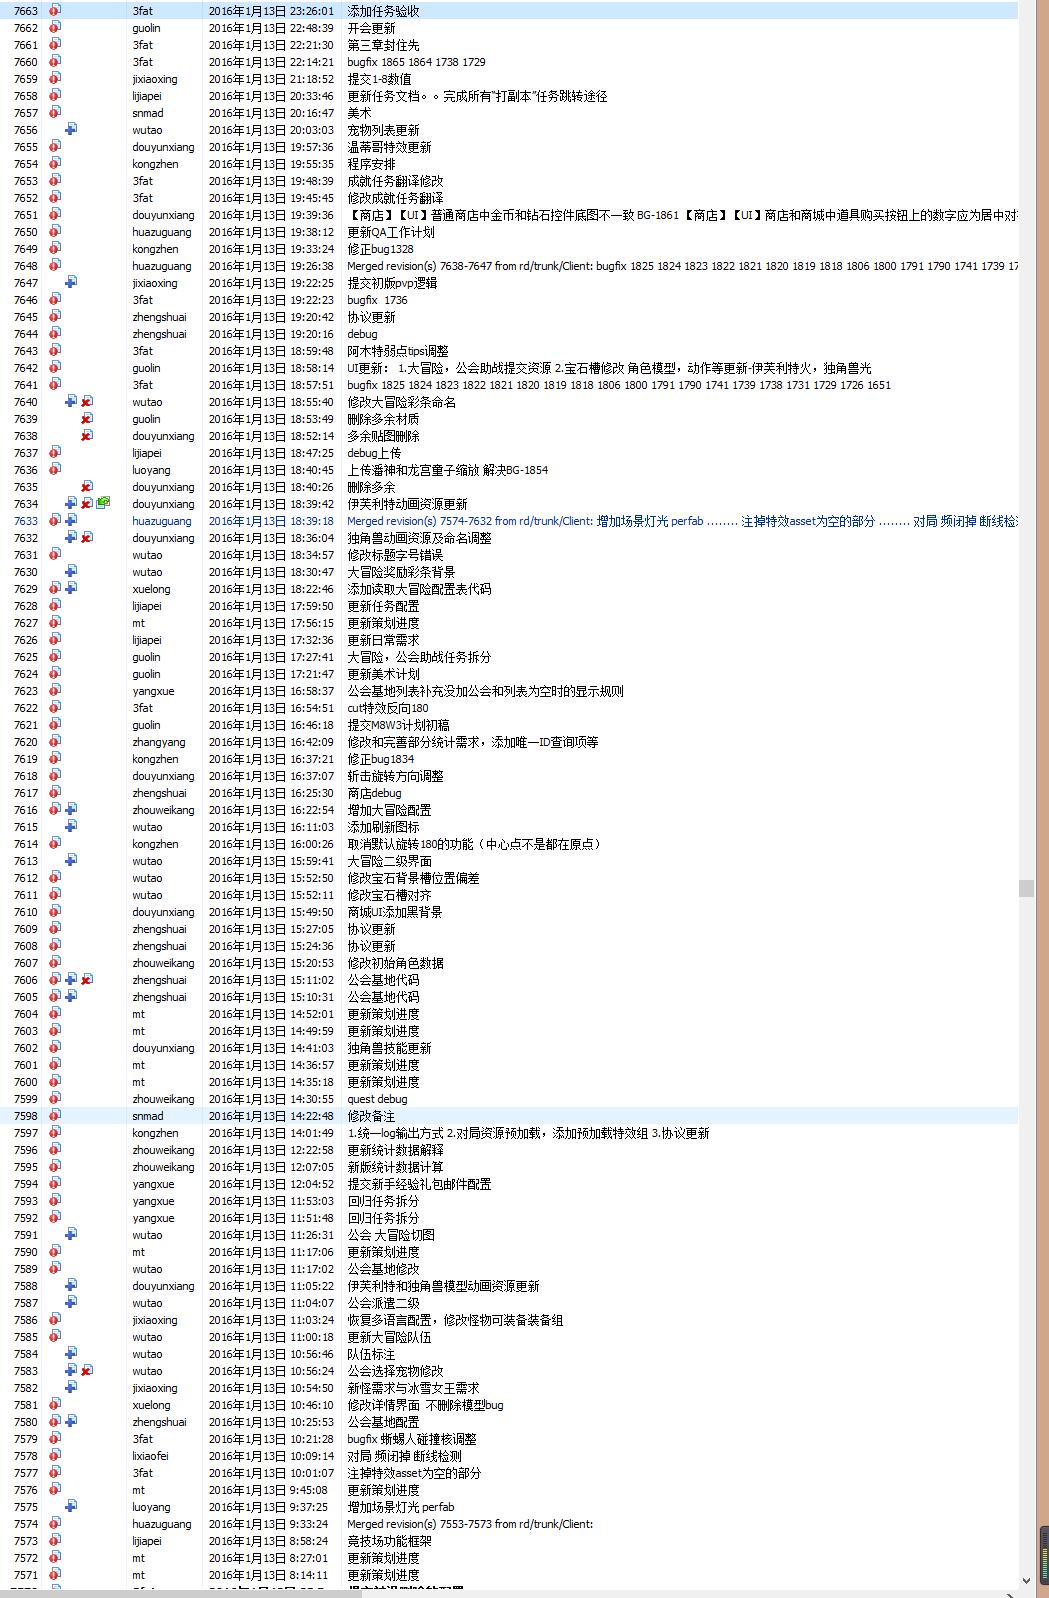 7663 3fat 2016年1月13日 23:26:01 添加任务验收
7662 guolin 2016年1月13日 22:48:39 开会更新
7661 3fat 2016年1月13日 22:21:30 第三章封住先
7660 3fat 2016年1月13日 22:14:21 bugfix 1865 1864 1738 1729
7659 jixiaoxing 2016年1月13日 21:18:52 提交1-8数值
7658 lijiapei 2016年1月13日 20:33:46 更新任务文档。。完成所有"打副本"任务跳转途径
7657 snmad 2016年1月13日 20:16:47 美术
7656 wutao 2016年1月13日 20:03:03 宠物列表更新
7655 douyunxiang 2016年1月13日 19:57:36 温蒂哥特效更新
7654 kongzhen 2016年1月13日 19:55:35 程序安排
7653 3fat 2016年1月13日 19:48:39 成就任务翻译修改
7652 3fat 2016年1月13日 19:45:45 修改成就任务翻译
7651 douyunxiang 2016年1月13日 19:39:36 【商店】【UI】普通商店中金币和钻石控件底图不一致 BG-1861 【商店】【UI】商店和商城中道具购买按钮上的数字应为居中对
7650 huazuguang 2016年1月13日 19:38:12 更新QA工作计划
7649 kongzhen 2016年1月13日 19:33:24 修正bug1328
7648 huazuguang 2016年1月13日 19:26:38 Merged revision(s) 7638-7647 from rd/trunk/Client: bugfix 1825 1824 1823 1822 1821 1820 1819 1818 1806 1800 1791 1790 1741 1739 17
7647 jixiaoxing 2016年1月13日 19:22:25 提交初版pvp逻辑
7646 3fat 2016年1月13日 19:22:23 bugfix 1736
7645 zhengshuai 2016年1月13日 19:20:42 协议更新
7644 zhengshuai 2016年1月13日 19:20:16 debug
7643 3fat 2016年1月13日 18:59:48 阿木特弱点tips调整
7642 guolin 2016年1月13日 18:58:14 UI更新： 1.大冒险，公会助战提交资源 2.宝石槽修改 角色模型，动作等更新-伊芙利特火，独角兽光
7641 3fat 2016年1月13日 18:57:51 bugfix 1825 1824 1823 1822 1821 1820 1819 1818 1806 1800 1791 1790 1741 1739 1738 1731 1729 1726 1651
7640 wutao 2016年1月13日 18:55:40 修改大冒险彩条命名
7639 guolin 2016年1月13日 18:53:49 删除多余材质
7638 douyunxiang 2016年1月13日 18:52:14 多余贴图删除
7637 lijiapei 2016年1月13日 18:47:25 debug上传
7636 luoyang 2016年1月13日 18:40:45 上传潘神和龙宫童子缩放 解决BG-1854
7635 douyunxiang 2016年1月13日 18:40:26 删除多余
7634 douyunxiang 2016年1月13日 18:39:42 伊芙利特动画资源更新
7633 huazuguang 2016年1月13日 18:39:18 Merged revision(s) 7574-7632 from rd/trunk/Client: 增加场景灯光 perfab ........ 注掉特效asset为空的部分 ........ 对局 频闭掉 断线检
7632 douyunxiang 2016年1月13日 18:36:04 独角兽动画资源及命名调整
7631 wutao 2016年1月13日 18:34:57 修改标题字号错误
7630 wutao 2016年1月13日 18:30:47 大冒险奖励彩条背景
7629 xuelong 2016年1月13日 18:22:46 添加读取大冒险配置表代码
7628 lijiapei 2016年1月13日 17:59:50 更新任务配置
7627 mt 2016年1月13日 17:56:15 更新策划进度
7626 lijiapei 2016年1月13日 17:32:36 更新日常需求
7625 guolin 2016年1月13日 17:27:41 大冒险，公会助战任务拆分
7624 guolin 2016年1月13日 17:21:47 更新美术计划
7623 yangxue 2016年1月13日 16:58:37 公会基地列表补充没加公会和列表为空时的显示规则
7622 3fat 2016年1月13日 16:54:51 cut特效反向180
7621 guolin 2016年1月13日 16:46:18 提交M8W3计划初稿
7620 zhangyang 2016年1月13日 16:42:09 修改和完善部分统计需求，添加唯一ID查询项等
7619 kongzhen 2016年1月13日 16:37:21 修正bug1834
7618 douyunxiang 2016年1月13日 16:37:07 斩击旋转方向调整
7617 zhengshuai 2016年1月13日 16:25:30 商店debug
7616 zhouweikang 2016年1月13日 16:22:54 增加大冒险配置
7615 wutao 2016年1月13日 16:11:03 添加刷新图标
7614 kongzhen 2016年1月13日 16:00:26 取消默认旋转180的功能（中心点不是都在原点）
7613 wutao 2016年1月13日 15:59:41 大冒险二级界面
7612 wutao 2016年1月13日 15:52:50 修改宝石背景槽位置偏差
7611 wutao 2016年1月13日 15:52:11 修改宝石槽对齐
7610 douyunxiang 2016年1月13日 15:49:50 商城UI添加黑背景
7609 zhengshuai 2016年1月13日 15:27:05 协议更新
7608 zhengshuai 2016年1月13日 15:24:36 协议更新
7607 zhouweikang 2016年1月13日 15:20:53 修改初始角色数据
7606 zhengshuai 2016年1月13日 15:11:02 公会基地代码
7605 zhengshuai 2016年1月13日 15:10:31 公会基地代码
7604 mt 2016年1月13日 14:52:01 更新策划进度
7603 mt 2016年1月13日 14:49:59 更新策划进度
7602 douyunxiang 2016年1月13日 14:41:03 独角兽技能更新
7601 mt 2016年1月13日 14:36:57 更新策划进度
7600 mt 2016年1月13日 14:35:18 更新策划进度
7599 zhouweikang 2016年1月13日 14:30:55 quest debug
7598 snmad 2016年1月13日 14:22:48 修改备注
7597 kongzhen 2016年1月13日 14:01:49 1.统一log输出方式 2.对局资源预加载，添加预加载特效组 3.协议更新
7596 zhouweikang 2016年1月13日 12:22:58 更新统计数据解释
7595 zhouweikang 2016年1月13日 12:07:05 新版统计数据计算
7594 yangxue 2016年1月13日 12:04:52 提交新手经验礼包邮件配置
7593 yangxue 2016年1月13日 11:53:03 回归任务拆分
7592 yangxue 2016年1月13日 11:51:48 回归任务拆分
7591 wutao 2016年1月13日 11:26:31 公会 大冒险切图
7590 mt 2016年1月13日 11:17:06 更新策划进度
7589 wutao 2016年1月13日 11:17:02 公会基地修改
7588 douyunxiang 2016年1月13日 11:05:22 伊芙利特和独角兽模型动画资源更新
7587 wutao 2016年1月13日 11:04:07 公会派遣二级
7586 jixiaoxing 2016年1月13日 11:03:24 恢复多语言配置，修改怪物可装备装备组
7585 wutao 2016年1月13日 11:00:18 更新大冒险队伍
7584 wutao 2016年1月13日 10:56:46 队伍标注
7583 wutao 2016年1月13日 10:56:24 公会选择宠物修改
7582 jixiaoxing 2016年1月13日 10:54:50 新怪需求与冰雪女王需求
7581 xuelong 2016年1月13日 10:46:10 修改详情界面 不删除模型bug
7580 zhengshuai 2016年1月13日 10:25:53 公会基地配置
7579 3fat 2016年1月13日 10:21:28 bugfix 蜥蜴人碰撞核调整
7578 lixiaofei 2016年1月13日 10:09:14 对局 频闭掉 断线检测
7577 3fat 2016年1月13日 10:01:07 注掉特效asset为空的部分
7576 mt 2016年1月13日 9:45:08 更新策划进度
7575 luoyang 2016年1月13日 9:37:25 增加场景灯光 perfab
7574 huazuguang 2016年1月13日 9:33:24 Merged revision(s) 7553-7573 from rd/trunk/Client:
7573 lijiapei 2016年1月13日 8:58:24 竞技场功能框架
7572 mt 2016年1月13日 8:27:01 更新策划进度
7571 mt 2016年1月13日 8:14:11 更新策划进度